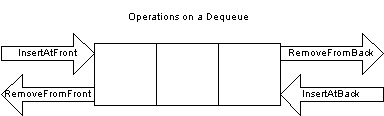 Operations on a Dequeue
InsertAtFront
RemoveFromBack
RemoveFromFront
InsertAtBack